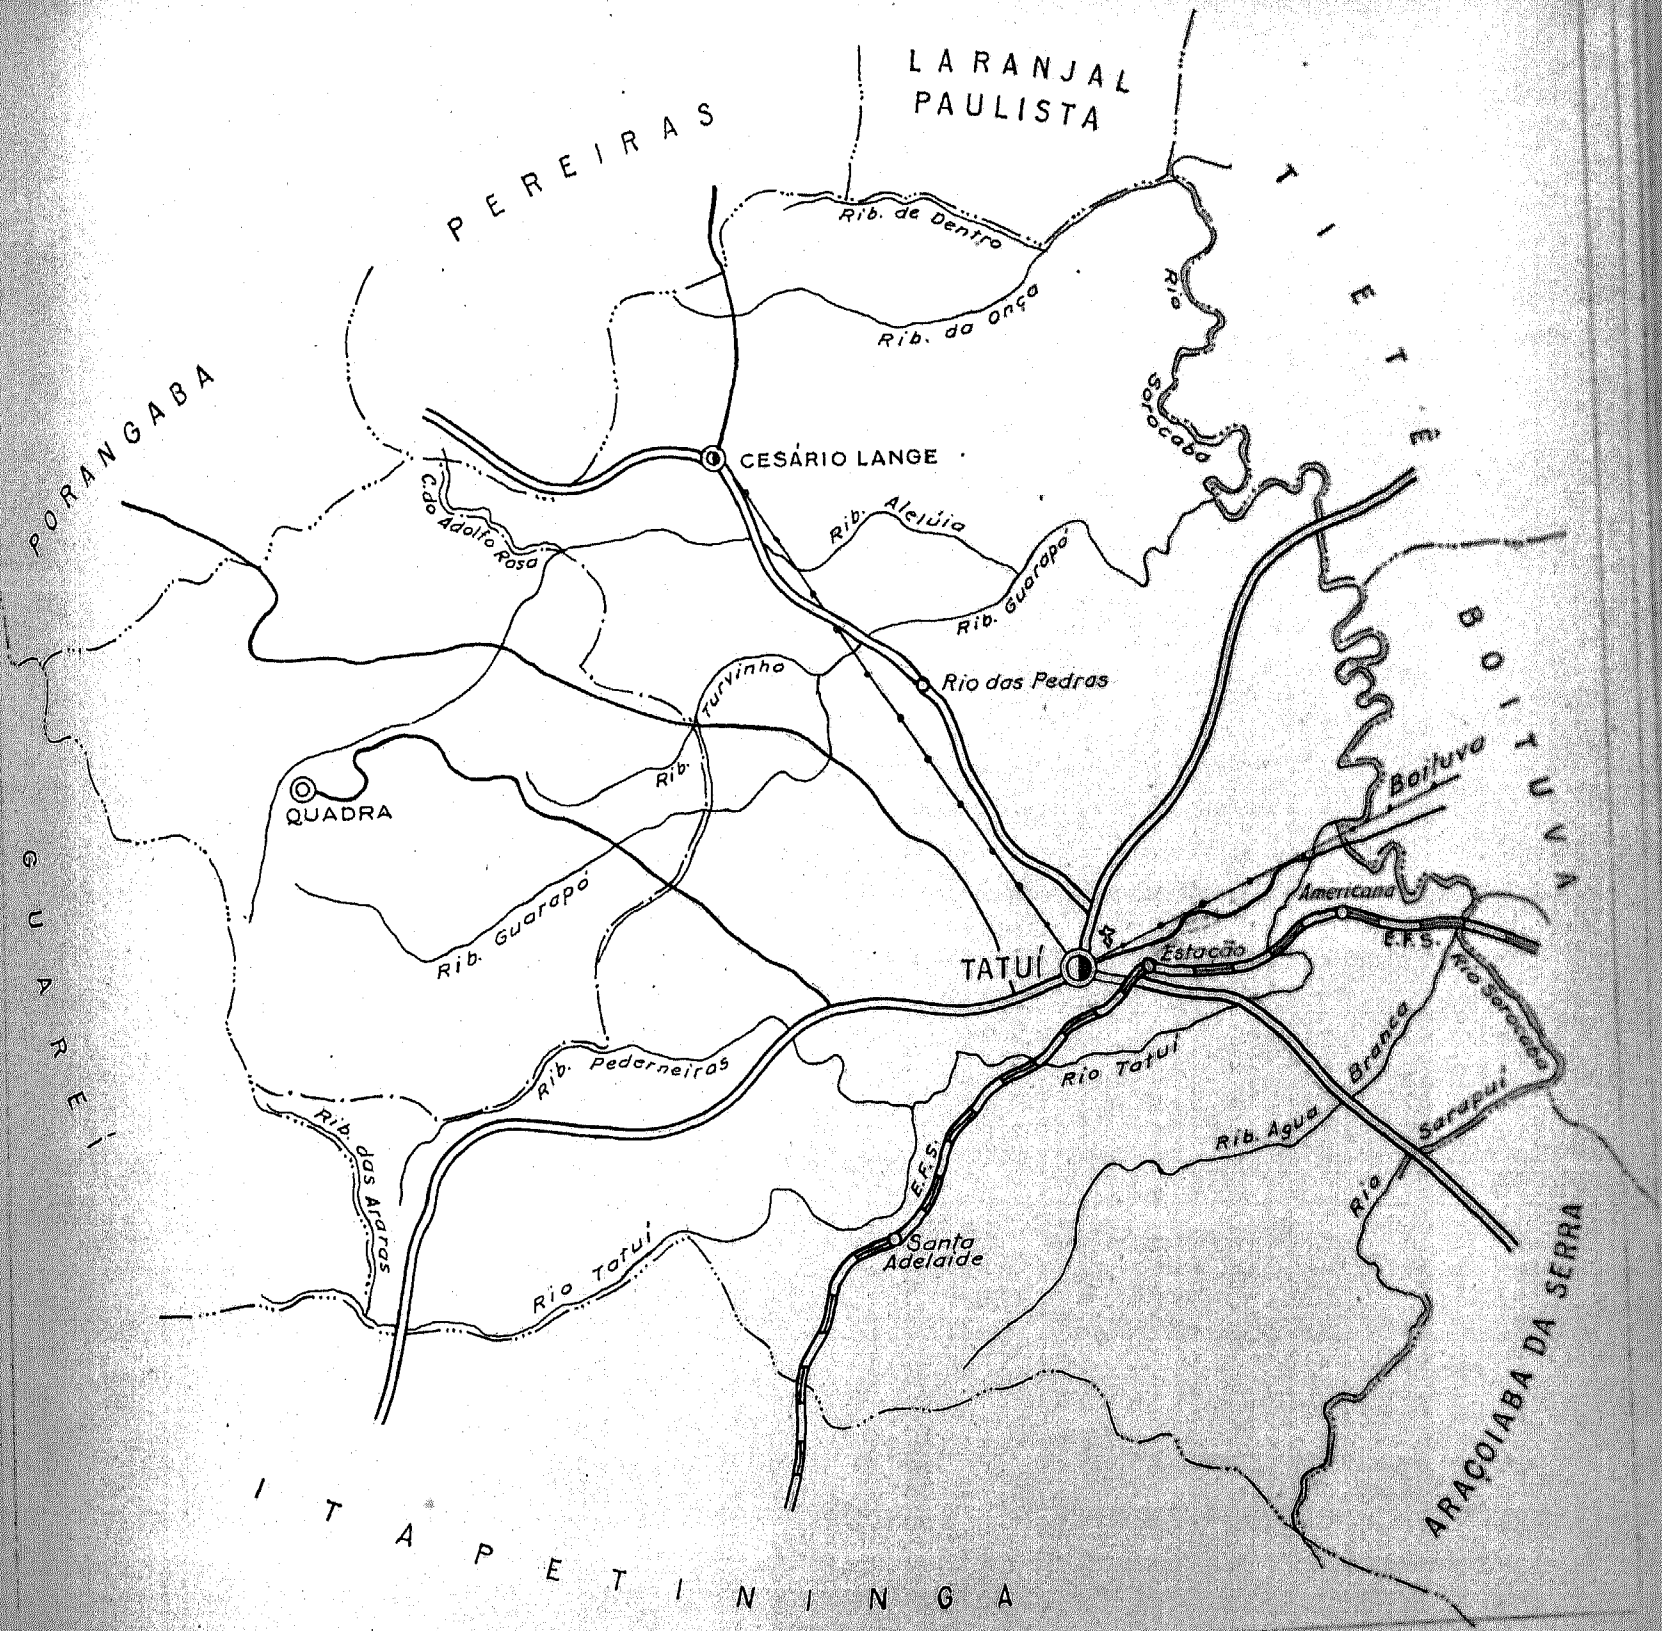 LARANJAL
PAULISTA
PEREIRAS
TIETÊ
Rib. de Dentro
Rio
Rib. da Onça
PORANGABA
Sorocaba
CESÁRIO LANGE
C. do Adolfo Rosa
Rib. Alelúia
Rib. Guarapó
BOITUVA
Turvinho
Rio das Pedras
Rib.
Boituva
QUADRA
GUAREÍ
Americana
Rib. Guarapó
E.F.S.
TATUÍ
Estação
Rio Sorocaba
Rib. Pederneiras
Rio Tatuí
Branca
Rib. Agua
Sarapuí
Rio
Rib. das Araras
E.F.S.
Rio Tatuí
Santa
Adelaide
ARAÇOIABA DA SERRA
ITAPETININGA